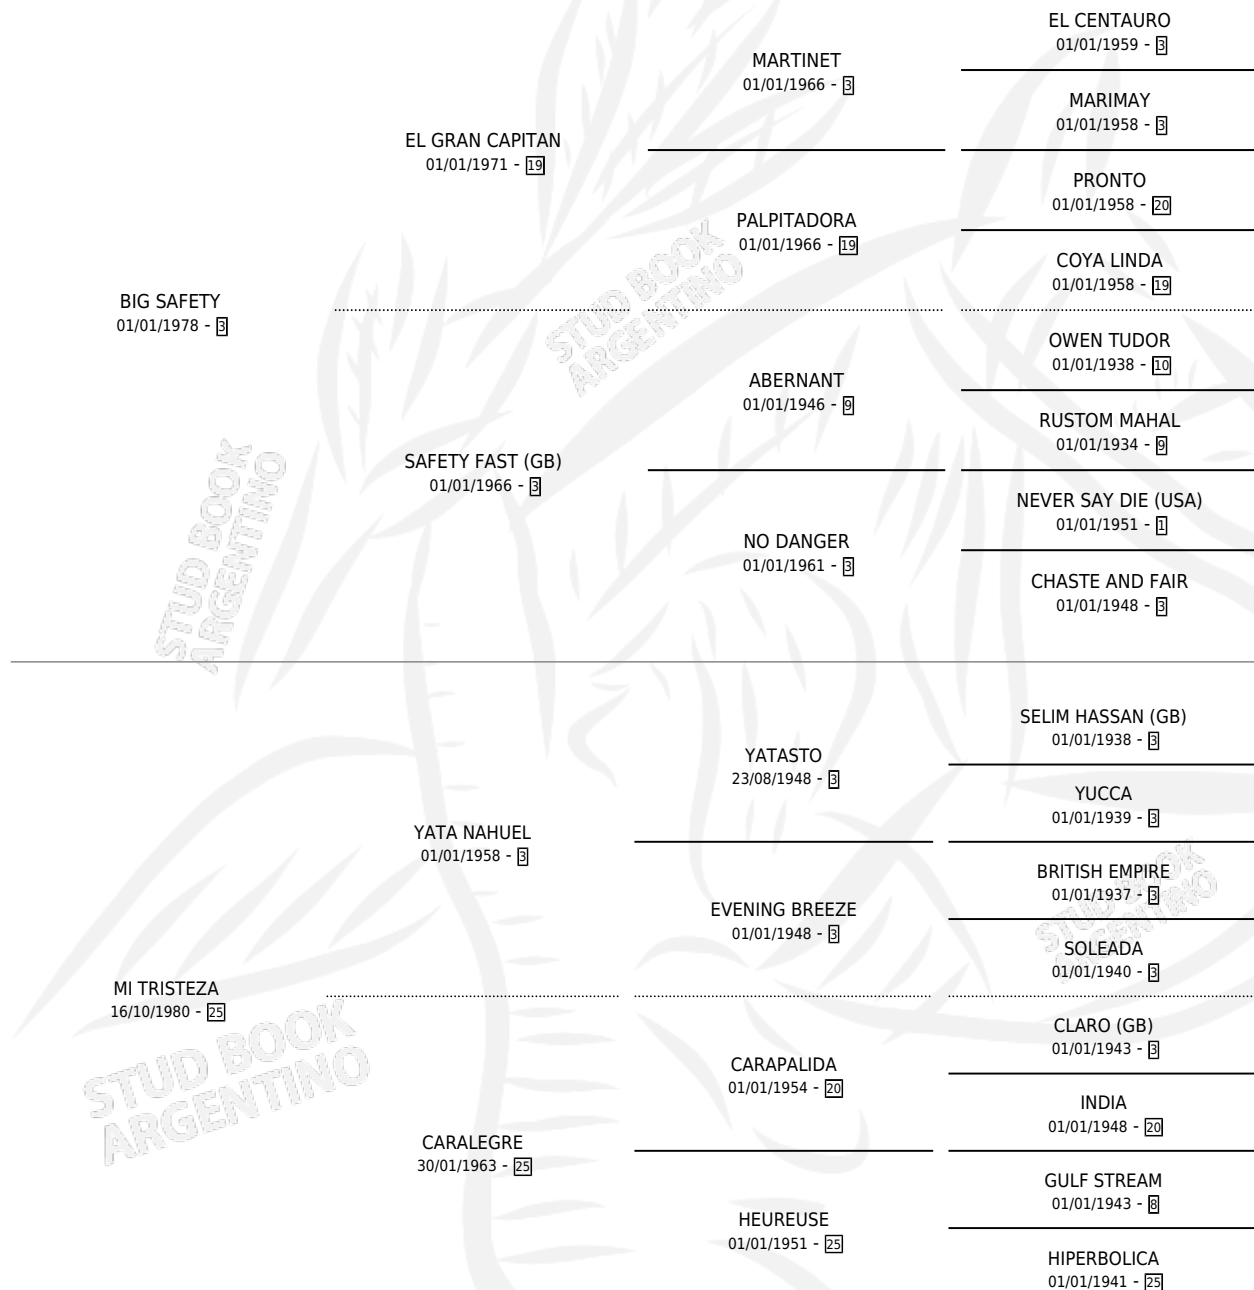 BIG SAFETY
01/01/1978 - 3
EL GRAN CAPITAN
01/01/1971 - 19
MARTINET
01/01/1966 - 3
EL CENTAURO
01/01/1959 - 3
MARIMAY
01/01/1958 - 3
PALPITADORA
01/01/1966 - 19
PRONTO
01/01/1958 - 20
COYA LINDA
01/01/1958 - 19
SAFETY FAST (GB)
01/01/1966 - 3
ABERNANT
01/01/1946 - 9
OWEN TUDOR
01/01/1938 - 10
RUSTOM MAHAL
01/01/1934 - 9
NO DANGER
01/01/1961 - 3
NEVER SAY DIE (USA)
01/01/1951 - 1
CHASTE AND FAIR
01/01/1948 - 3
MI TRISTEZA
16/10/1980 - 25
YATA NAHUEL
01/01/1958 - 3
YATASTO
23/08/1948 - 3
SELIM HASSAN (GB)
01/01/1938 - 3
YUCCA
01/01/1939 - 3
EVENING BREEZE
01/01/1948 - 3
BRITISH EMPIRE
01/01/1937 - 3
SOLEADA
01/01/1940 - 3
CARALEGRE
30/01/1963 - 25
CARAPALIDA
01/01/1954 - 20
CLARO (GB)
01/01/1943 - 3
INDIA
01/01/1948 - 20
HEUREUSE
01/01/1951 - 25
GULF STREAM
01/01/1943 - 8
HIPERBOLICA
01/01/1941 - 25
STUD BOOK
ARGENTINO
STUD BOOK
ARGENTINO
STUD BOOK
ARGENTINO
STUD BOOK
ARGENTINO